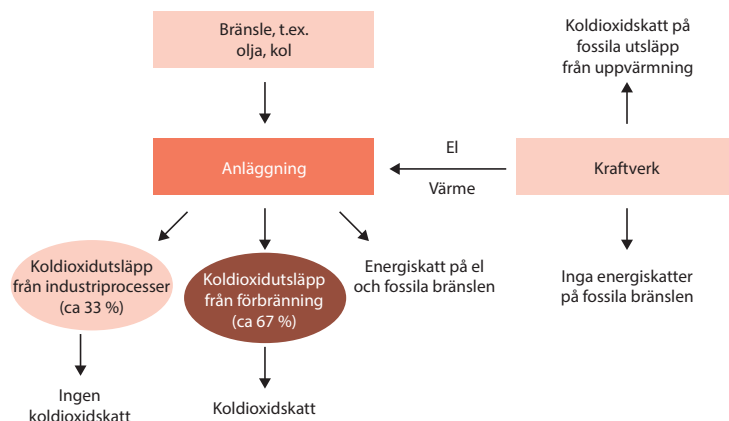 Bränsle, t.ex.
olja, kol
Koldioxidkatt på
fossila utsläpp
från uppvärmning
Anläggning
El
Värme
Kraftverk
Koldioxidutsläpp
från industriprocesser
(ca 33 %)
Koldioxidutsläpp
från förbränning
(ca 67 %)
Energiskatt på el
och fossila bränslen
Inga energiskatter
på fossila bränslen
Ingen
koldioxidskatt
Koldioxidskatt